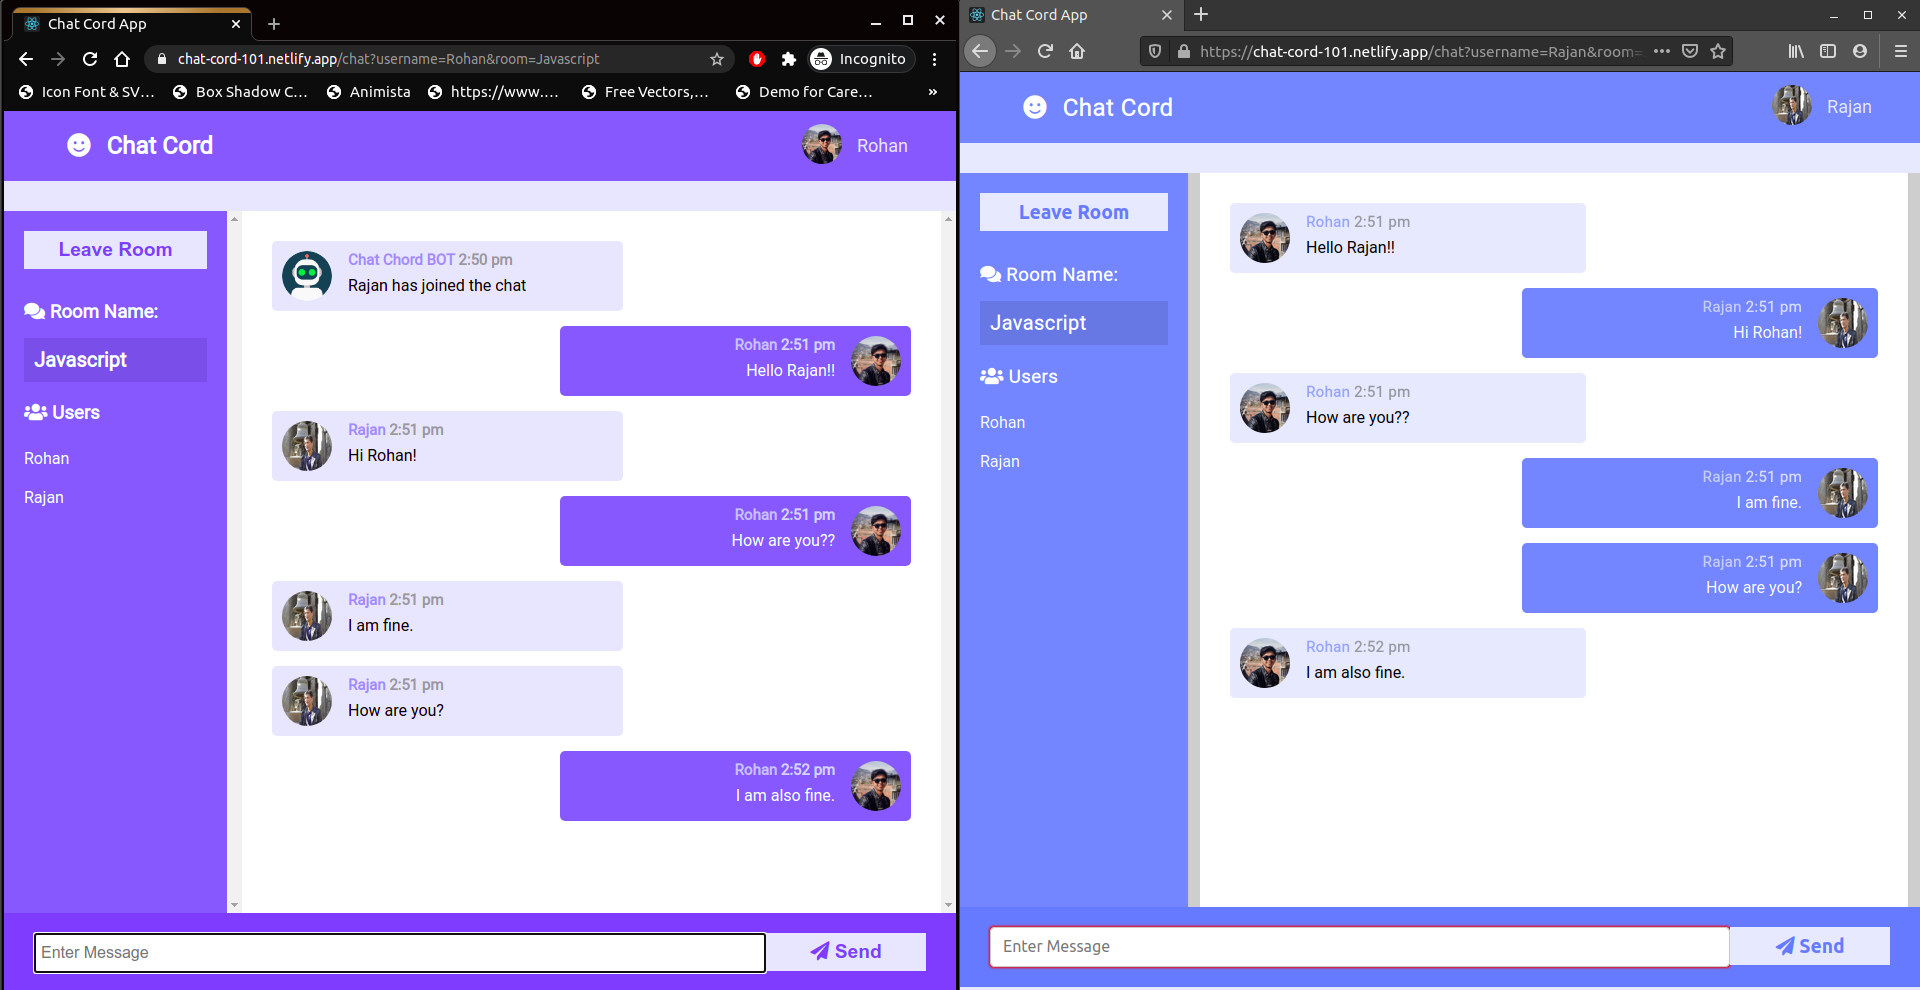 Chat Cord App
chat-cord-101.netlify.app/chat?username=Rohan&room=Javascript
Incognito
Icon Font & SV...
Box Shadow C...
Animista
https://www....
Free Vectors,...
Demo for Care...
»
Chat Cord
Rohan
Leave Room
Room Name:
Javascript
Users
Rohan
Rajan
Chat Chord BOT 2:50 pm
Rajan has joined the chat
Rohan 2:51 pm
Hello Rajan!!
Rajan 2:51 pm
Hi Rohan!
Rohan 2:51 pm
How are you??
Rajan 2:51 pm
I am fine.
Rajan 2:51 pm
How are you?
Rohan 2:52 pm
I am also fine.
Enter Message
Send
Chat Cord App
https://chat-cord-101.netlify.app/chat?username=Rajan&room=
Chat Cord
Rajan
Leave Room
Room Name:
Javascript
Users
Rohan
Rajan
Rohan 2:51 pm
Hello Rajan!!
Rajan 2:51 pm
Hi Rohan!
Rohan 2:51 pm
How are you??
Rajan 2:51 pm
I am fine.
Rajan 2:51 pm
How are you?
Rohan 2:52 pm
I am also fine.
Enter Message
Send